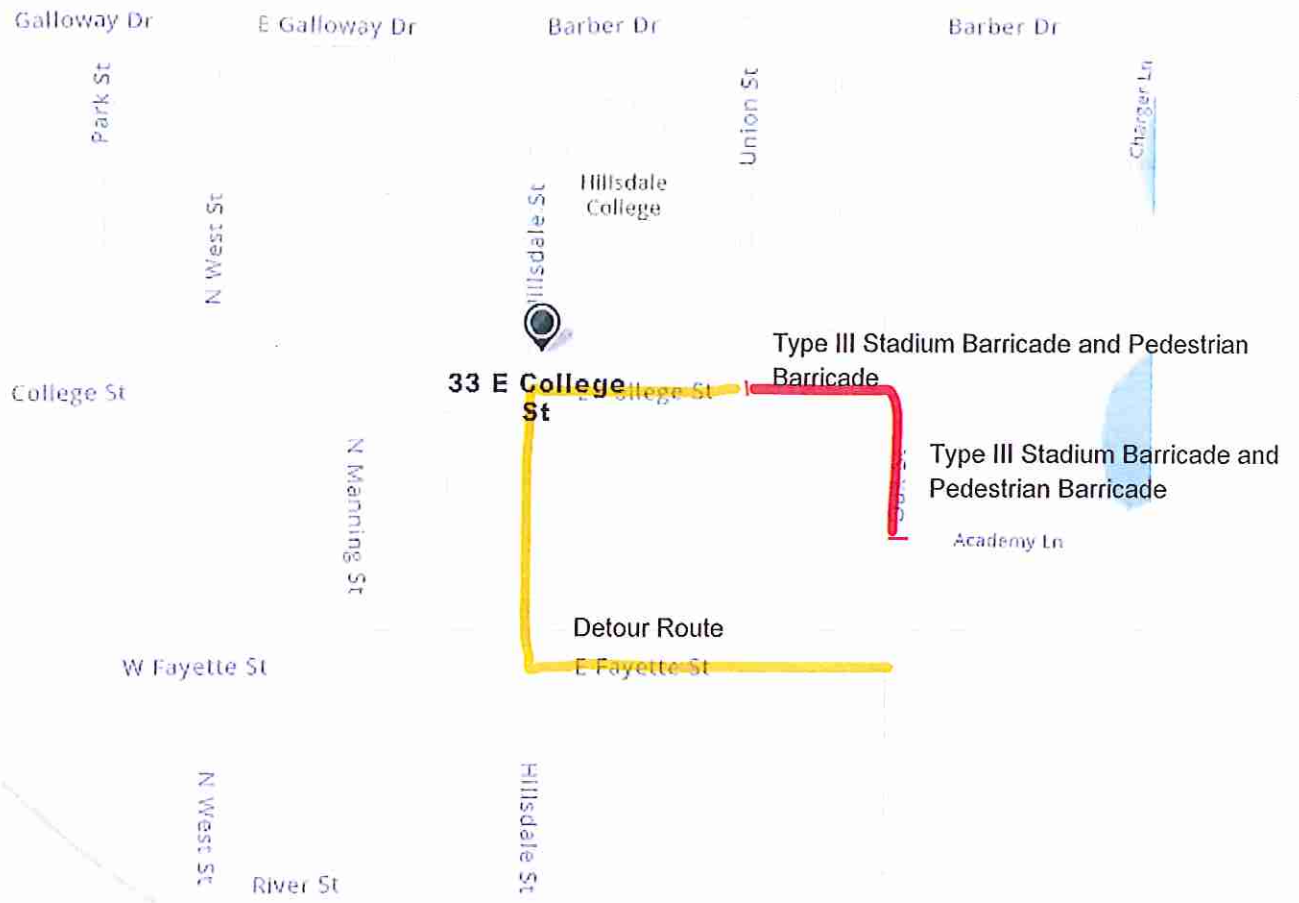 Galloway Dr
E Galloway Dr
Barber Dr
Barber Dr
Park St
Union St
Charger Ln
N West St
Hillsdale St
Hillsdale
College
Type III Stadium Barricade and Pedestrian
Barricade
College St
33 E College
St
E College St
N Manning St
Type III Stadium Barricade and
Pedestrian Barricade
Academy Ln
Detour Route
W Fayette St
E Fayette St
N West St
Hillsdale St
River St